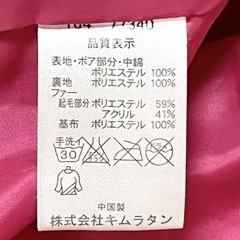 品質表示
表地・ボア部分・中綿
ポリエステル 100%
裏地 ポリエステル 100%
ファー
起毛部分 ポリエステル 59%
アクリル 41%
基布 ポリエステル 100%
手洗イ
30
中国製
株式会社キムラタン